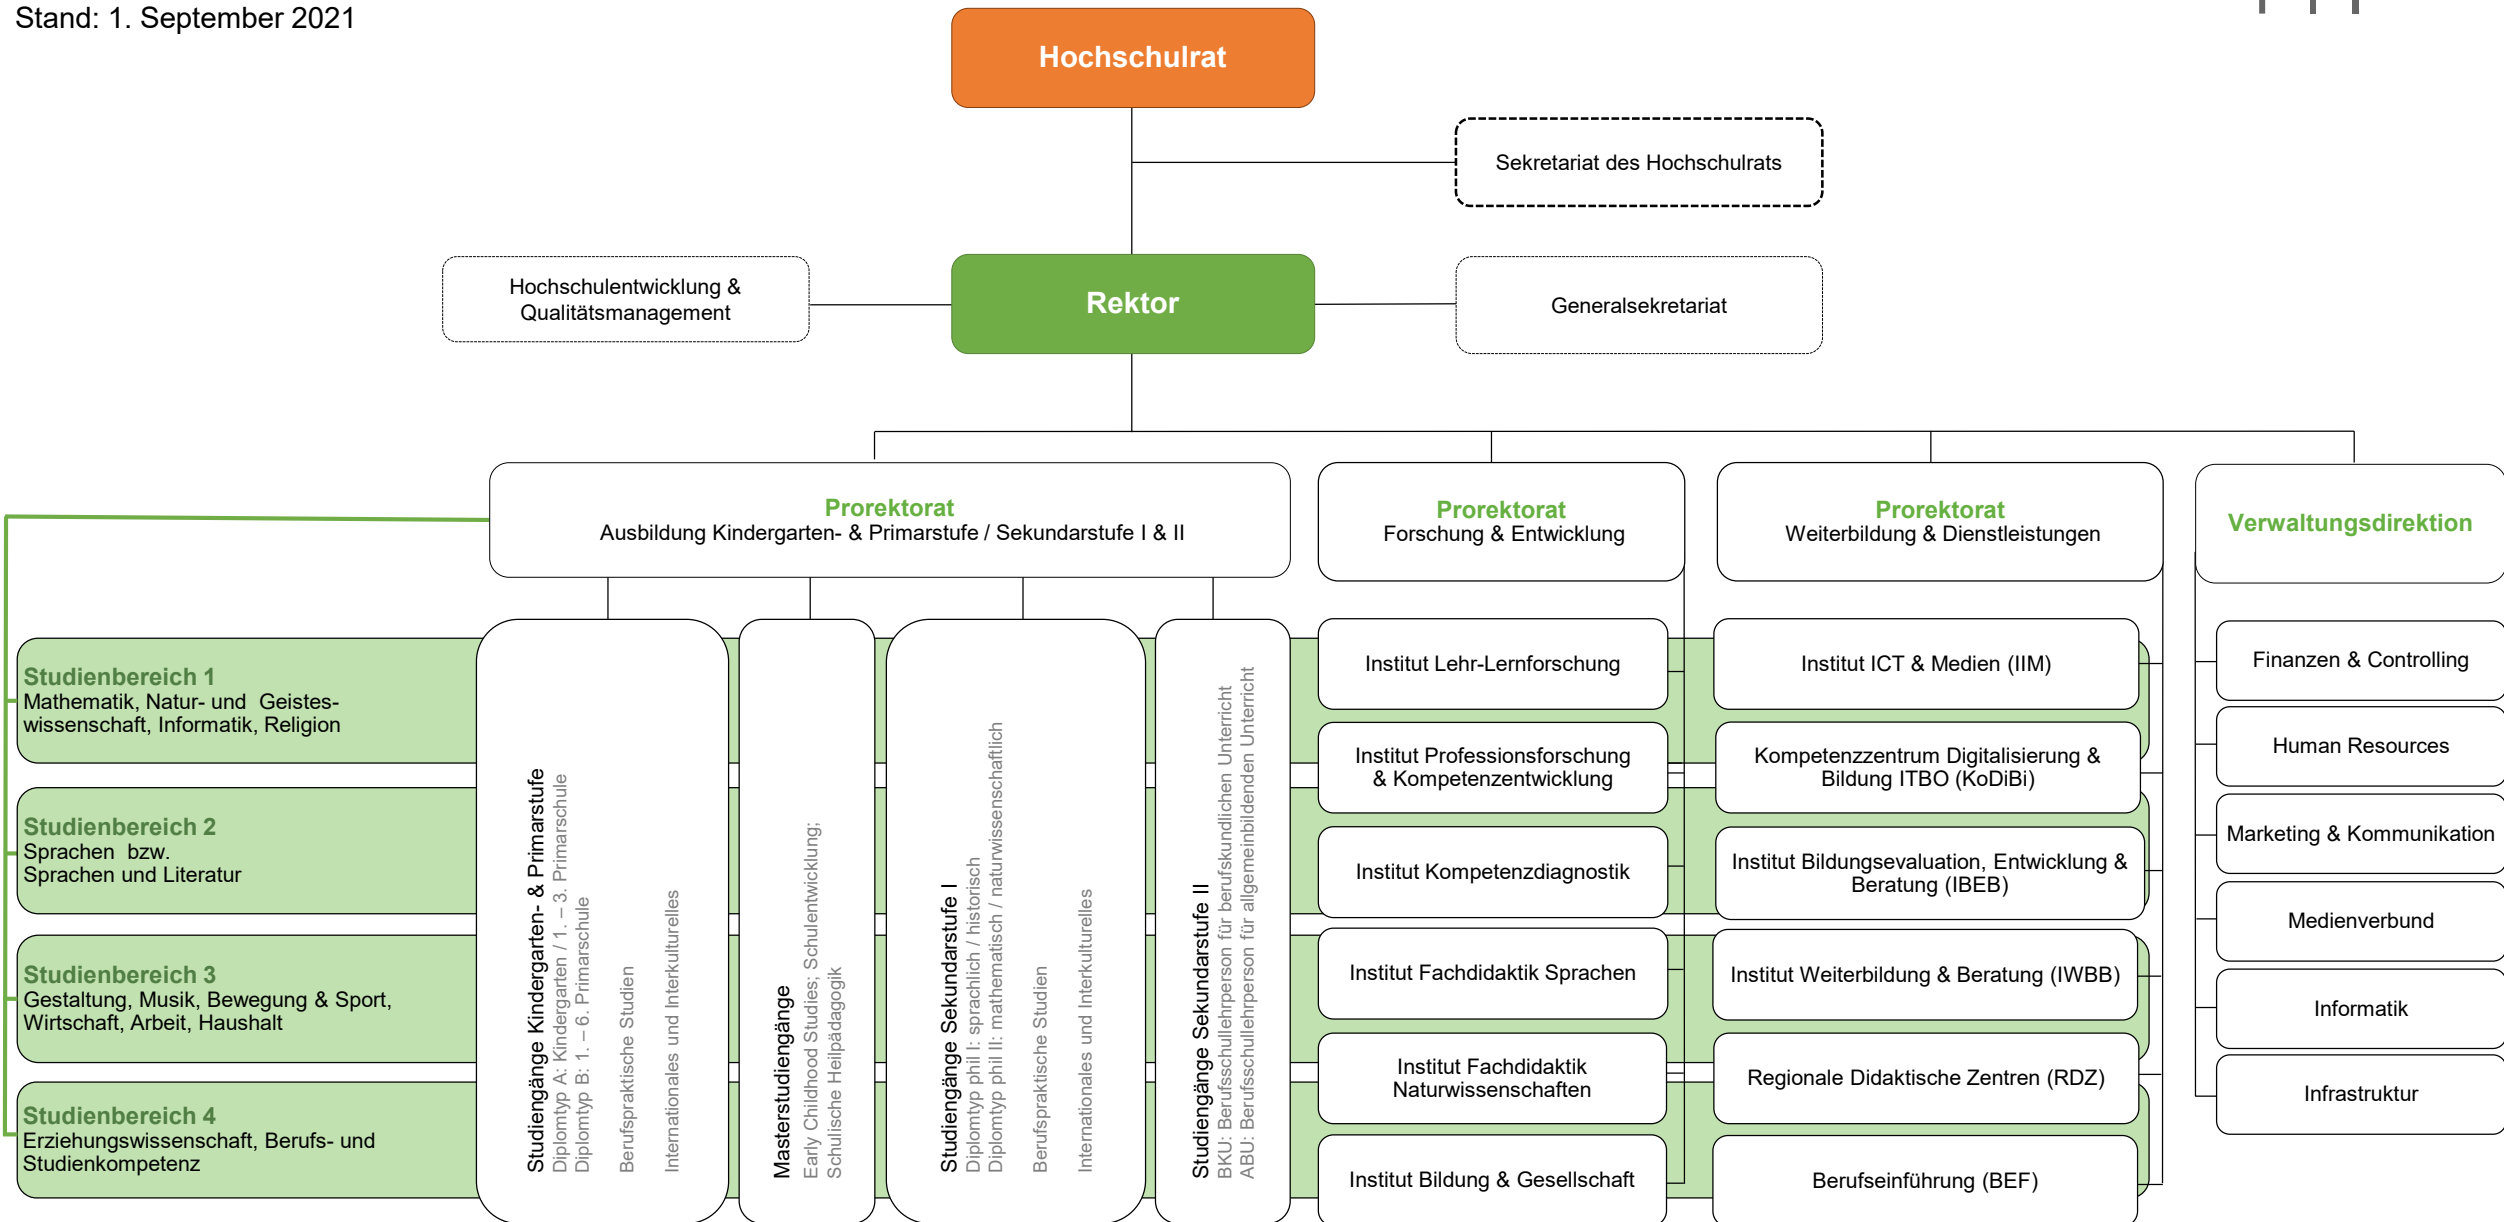 Stand: 1. September 2021
Hochschulrat
Sekretariat des Hochschulrats
Hochschulentwicklung &
Qualitätsmanagement
Rektor
Generalsekretariat
Prorektorat
Ausbildung Kindergarten- & Primarstufe / Sekundarstufe I & II
Prorektorat
Forschung & Entwicklung
Prorektorat
Weiterbildung & Dienstleistungen
Verwaltungsdirektion
Studienbereich 1
Mathematik, Natur- und Geistes-
wissenschaft, Informatik, Religion
Studienbereich 2
Sprachen bzw.
Sprachen und Literatur
Studienbereich 3
Gestaltung, Musik, Bewegung & Sport,
Wirtschaft, Arbeit, Haushalt
Studienbereich 4
Erziehungswissenschaft, Berufs- und
Studienkompetenz
Studiengänge Kindergarten- & Primarstufe
Diplomtyp A: Kindergarten / 1. – 3. Primarschule
Diplomtyp B: 1. – 6. Primarschule
Berufspraktische Studien
Internationales und Interkulturelles
Masterstudiengänge
Early Childhood Studies; Schulentwicklung;
Schulische Heilpädagogik
Studiengänge Sekundarstufe I
Diplomtyp phil I: sprachlich / historisch
Diplomtyp phil II: mathematisch / naturwissenschaftlich
Berufspraktische Studien
Internationales und Interkulturelles
Studiengänge Sekundarstufe II
BKU: Berufsschullehrperson für berufskundlichen Unterricht
ABU: Berufsschullehrperson für allgemeinbildenden Unterricht
Institut Lehr-Lernforschung
Institut Professionsforschung
& Kompetenzentwicklung
Institut Kompetenzdiagnostik
Institut Fachdidaktik Sprachen
Institut Fachdidaktik
Naturwissenschaften
Institut Bildung & Gesellschaft
Institut ICT & Medien (IIM)
Kompetenzzentrum Digitalisierung &
Bildung ITBO (KoDiBi)
Institut Bildungsevaluation, Entwicklung &
Beratung (IBEB)
Institut Weiterbildung & Beratung (IWBB)
Regionale Didaktische Zentren (RDZ)
Berufseinführung (BEF)
Finanzen & Controlling
Human Resources
Marketing & Kommunikation
Medienverbund
Informatik
Infrastruktur